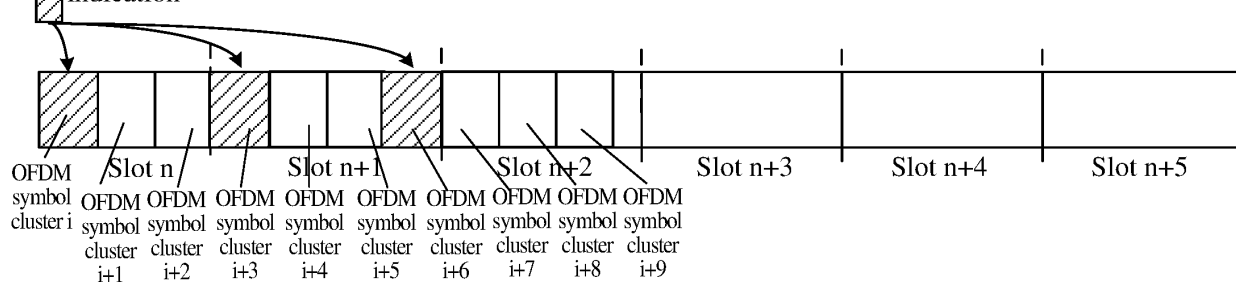 Slot n Slot n+1 Slot n+2 Slot n+3 Slot n+4 Slot n+5
OFDM
symbol
cluster i
OFDM
symbol
cluster
i+1
OFDM
symbol
cluster
i+2
OFDM
symbol
cluster
i+3
OFDM
symbol
cluster
i+4
OFDM
symbol
cluster
i+5
OFDM
symbol
cluster
i+6
OFDM
symbol
cluster
i+7
OFDM
symbol
cluster
i+8
OFDM
symbol
cluster
i+9